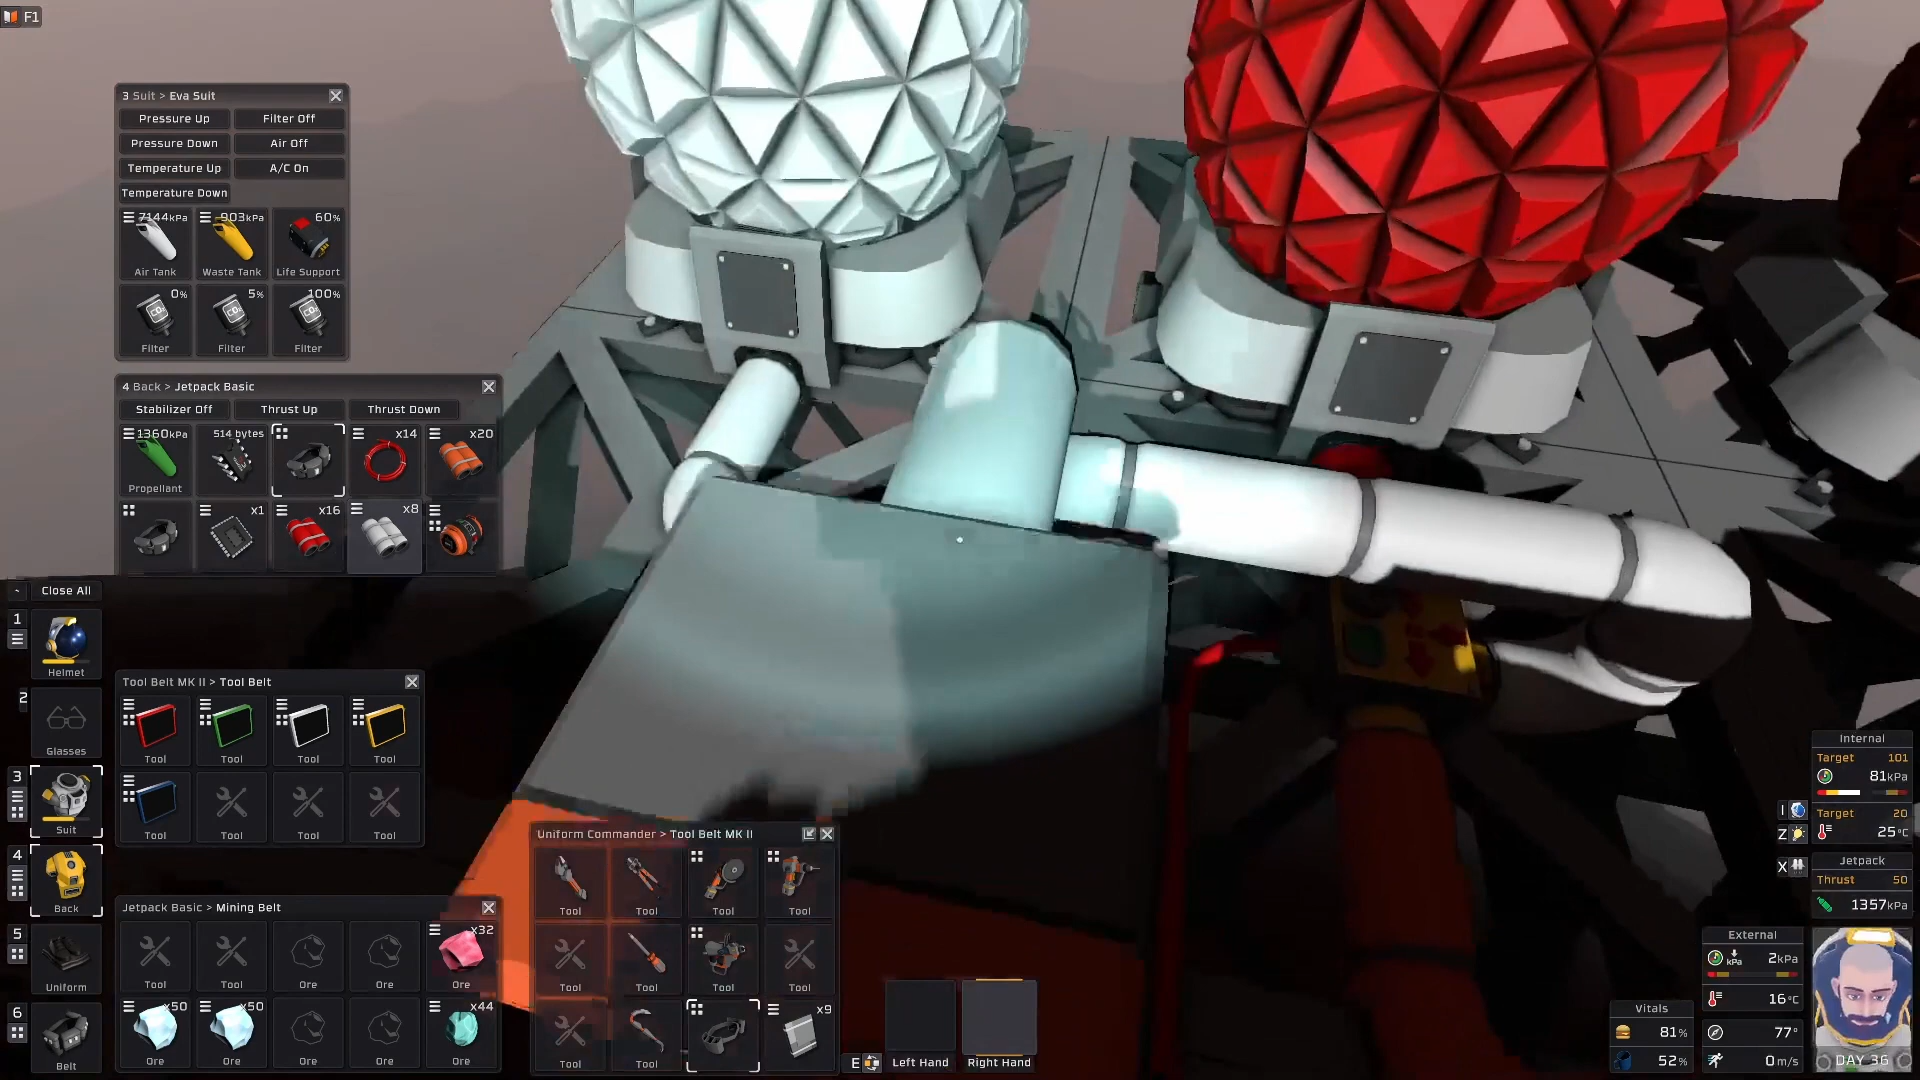 F1
3 Suit > Eva Suit
Pressure Up
Filter Off
Pressure Down
Air Off
Temperature Up
A/C On
Temperature Down
7144kPa
903kPa
60%
Air Tank
Waste Tank
Life Support
0%
5%
100%
Filter
Filter
Filter
4 Back > Jetpack Basic
Stabilizer Off
Thrust Up
Thrust Down
1360kPa
514 bytes
x14
x20
Propellant
x1
x16
x8
~
Close All
1
Helmet
2
Glasses
3
Suit
4
Back
5
Uniform
6
Belt
Tool Belt MK II > Tool Belt
Tool
Tool
Tool
Tool
Tool
Tool
Tool
Tool
Jetpack Basic > Mining Belt
x32
Tool
Tool
Ore
Ore
Ore
x50
x50
x44
Ore
Ore
Ore
Ore
Ore
Uniform Commander > Tool Belt MK II
Tool
Tool
Tool
Tool
Tool
Tool
Tool
Tool
x9
Tool
Tool
E
Left Hand
Right Hand
Internal
Target 101
81kPa
I
Target 20
Z
25°C
X
Jetpack
Thrust 50
1357kPa
External
kPa
2kPa
16°C
Vitals
81%
77°
52%
0m/s
DAY 36